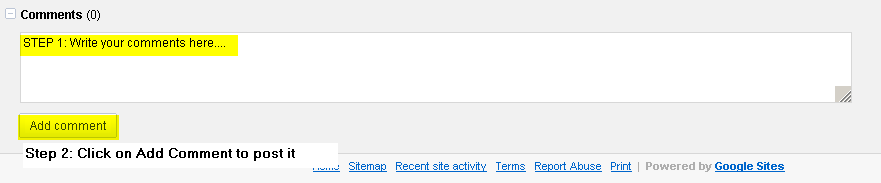 Comments (0)
STEP 1: Write your comments here....
Add comment
Step 2: Click on Add Comment to post it
Home Sitemap Recent site activity Terms Report Abuse Print | Powered by Google Sites